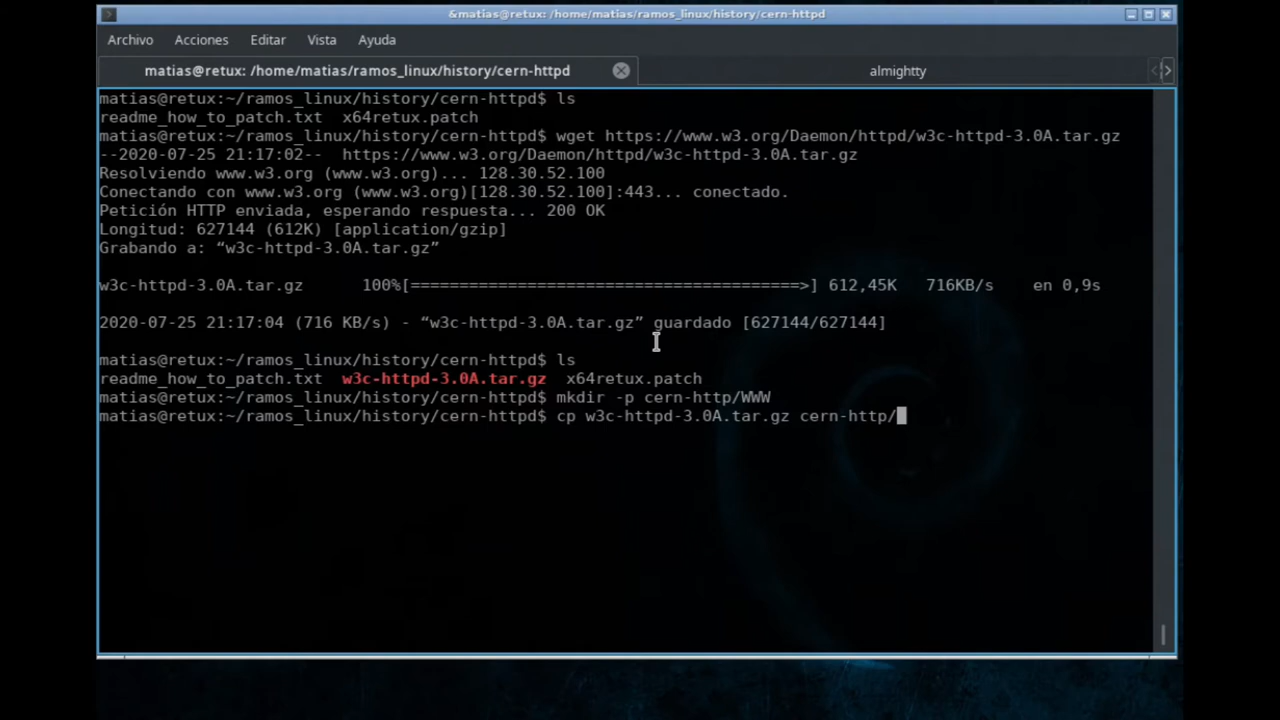 &matias@retux: /home/matias/ramos_linux/history/cern-httpd
Archivo Acciones Editar Vista Ayuda
matias@retux: /home/matias/ramos_linux/history/cern-httpd almightty
matias@retux:~/ramos_linux/history/cern-httpd$ ls
readme_how_to_patch.txt  x64retux.patch
matias@retux:~/ramos_linux/history/cern-httpd$ wget https://www.w3.org/Daemon/httpd/w3c-httpd-3.0A.tar.gz
--2020-07-25 21:17:02--  https://www.w3.org/Daemon/httpd/w3c-httpd-3.0A.tar.gz
Resolviendo www.w3.org (www.w3.org)... 128.30.52.100
Conectando con www.w3.org (www.w3.org)[128.30.52.100]:443... conectado.
Petición HTTP enviada, esperando respuesta... 200 OK
Longitud: 627144 (612K) [application/gzip]
Grabando a: “w3c-httpd-3.0A.tar.gz”
w3c-httpd-3.0A.tar.gz      100%[========================================>] 612,45K   716KB/s    en 0,9s
2020-07-25 21:17:04 (716 KB/s) - “w3c-httpd-3.0A.tar.gz” guardado [627144/627144]
matias@retux:~/ramos_linux/history/cern-httpd$ ls
readme_how_to_patch.txt  w3c-httpd-3.0A.tar.gz  x64retux.patch
matias@retux:~/ramos_linux/history/cern-httpd$ mkdir -p cern-http/WWW
matias@retux:~/ramos_linux/history/cern-httpd$ cp w3c-httpd-3.0A.tar.gz cern-http/